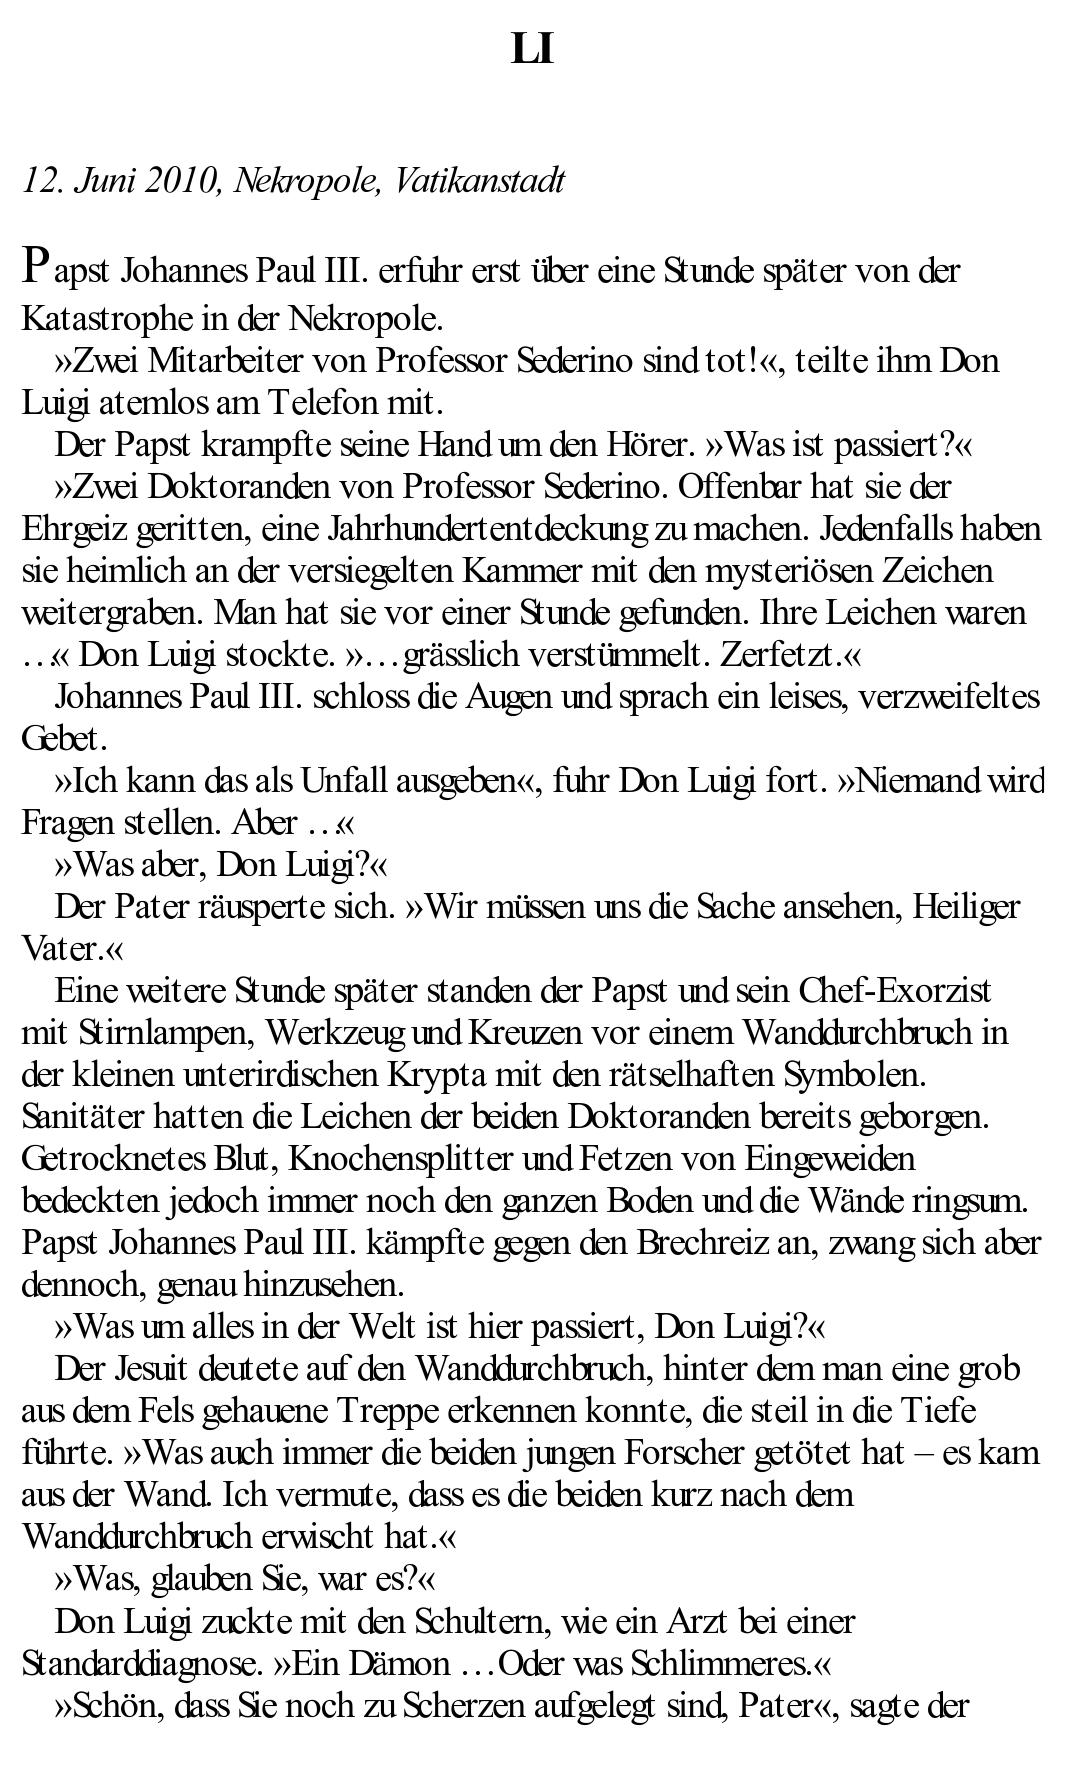 LI
12. Juni 2010, Nekropole, Vatikanstadt
Papst Johannes Paul III. erfuhr erst über eine Stunde später von der
Katastrophe in der Nekropole.
»Zwei Mitarbeiter von Professor Sederino sind tot!«, teilte ihm Don
Luigi atemlos am Telefon mit.
Der Papst krampfte seine Hand um den Hörer. »Was ist passiert?«
»Zwei Doktoranden von Professor Sederino. Offenbar hat sie der
Ehrgeiz geritten, eine Jahrhundertentdeckung zu machen. Jedenfalls haben
sie heimlich an der versiegelten Kammer mit den mysteriösen Zeichen
weitergraben. Man hat sie vor einer Stunde gefunden. Ihre Leichen waren
…« Don Luigi stockte. »…grässlich verstümmelt. Zerfetzt.«
Johannes Paul III. schloss die Augen und sprach ein leises, verzweifeltes
Gebet.
»Ich kann das als Unfall ausgeben«, fuhr Don Luigi fort. »Niemand wird
Fragen stellen. Aber …«
»Was aber, Don Luigi?«
Der Pater räusperte sich. »Wir müssen uns die Sache ansehen, Heiliger
Vater.«
Eine weitere Stunde später standen der Papst und sein Chef-Exorzist
mit Stirnlampen, Werkzeug und Kreuzen vor einem Wanddurchbruch in
der kleinen unterirdischen Krypta mit den rätselhaften Symbolen.
Sanitäter hatten die Leichen der beiden Doktoranden bereits geborgen.
Getrocknetes Blut, Knochensplitter und Fetzen von Eingeweiden
bedeckten jedoch immer noch den ganzen Boden und die Wände ringsum.
Papst Johannes Paul III. kämpfte gegen den Brechreiz an, zwang sich aber
dennoch, genau hinzusehen.
»Was um alles in der Welt ist hier passiert, Don Luigi?«
Der Jesuit deutete auf den Wanddurchbruch, hinter dem man eine grob
aus dem Fels gehauene Treppe erkennen konnte, die steil in die Tiefe
führte. »Was auch immer die beiden jungen Forscher getötet hat – es kam
aus der Wand. Ich vermute, dass es die beiden kurz nach dem
Wanddurchbruch erwischt hat.«
»Was, glauben Sie, war es?«
Don Luigi zuckte mit den Schultern, wie ein Arzt bei einer
Standarddiagnose. »Ein Dämon …Oder was Schlimmeres.«
»Schön, dass Sie noch zu Scherzen aufgelegt sind, Pater«, sagte der